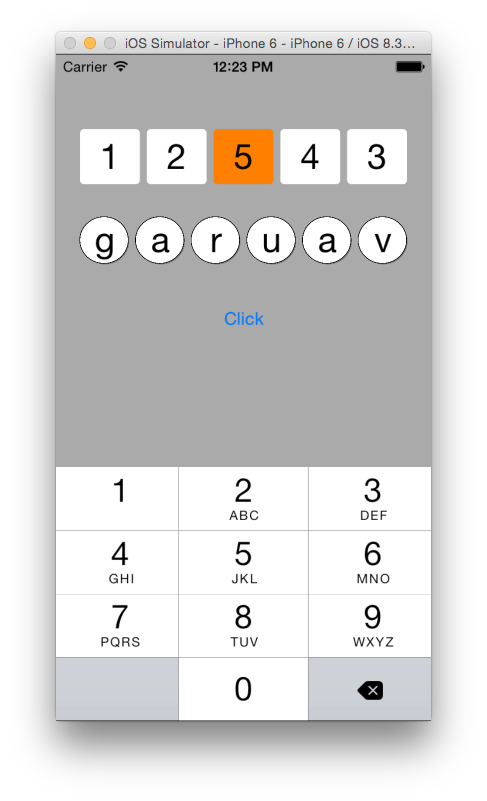 iOS Simulator - iPhone 6 - iPhone 6 / iOS 8.3...
Carrier 12:23 PM
1 2 5 4 3
g a r u a v
Click
1 2 3
ABC DEF
4 5 6
GHI JKL MNO
7 8 9
PQRS TUV WXYZ
0